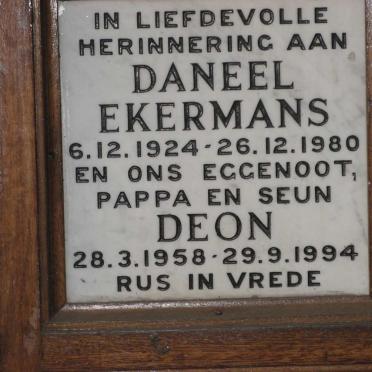 IN LIEFDEVOLLE
HERINNERING AAN
DANEEL
EKERMANS
6.12.1924-26.12.1980
EN ONS EGGENOOT,
PAPPA EN SEUN
DEON
28.3.1958-29.9.1994
RUS IN VREDE